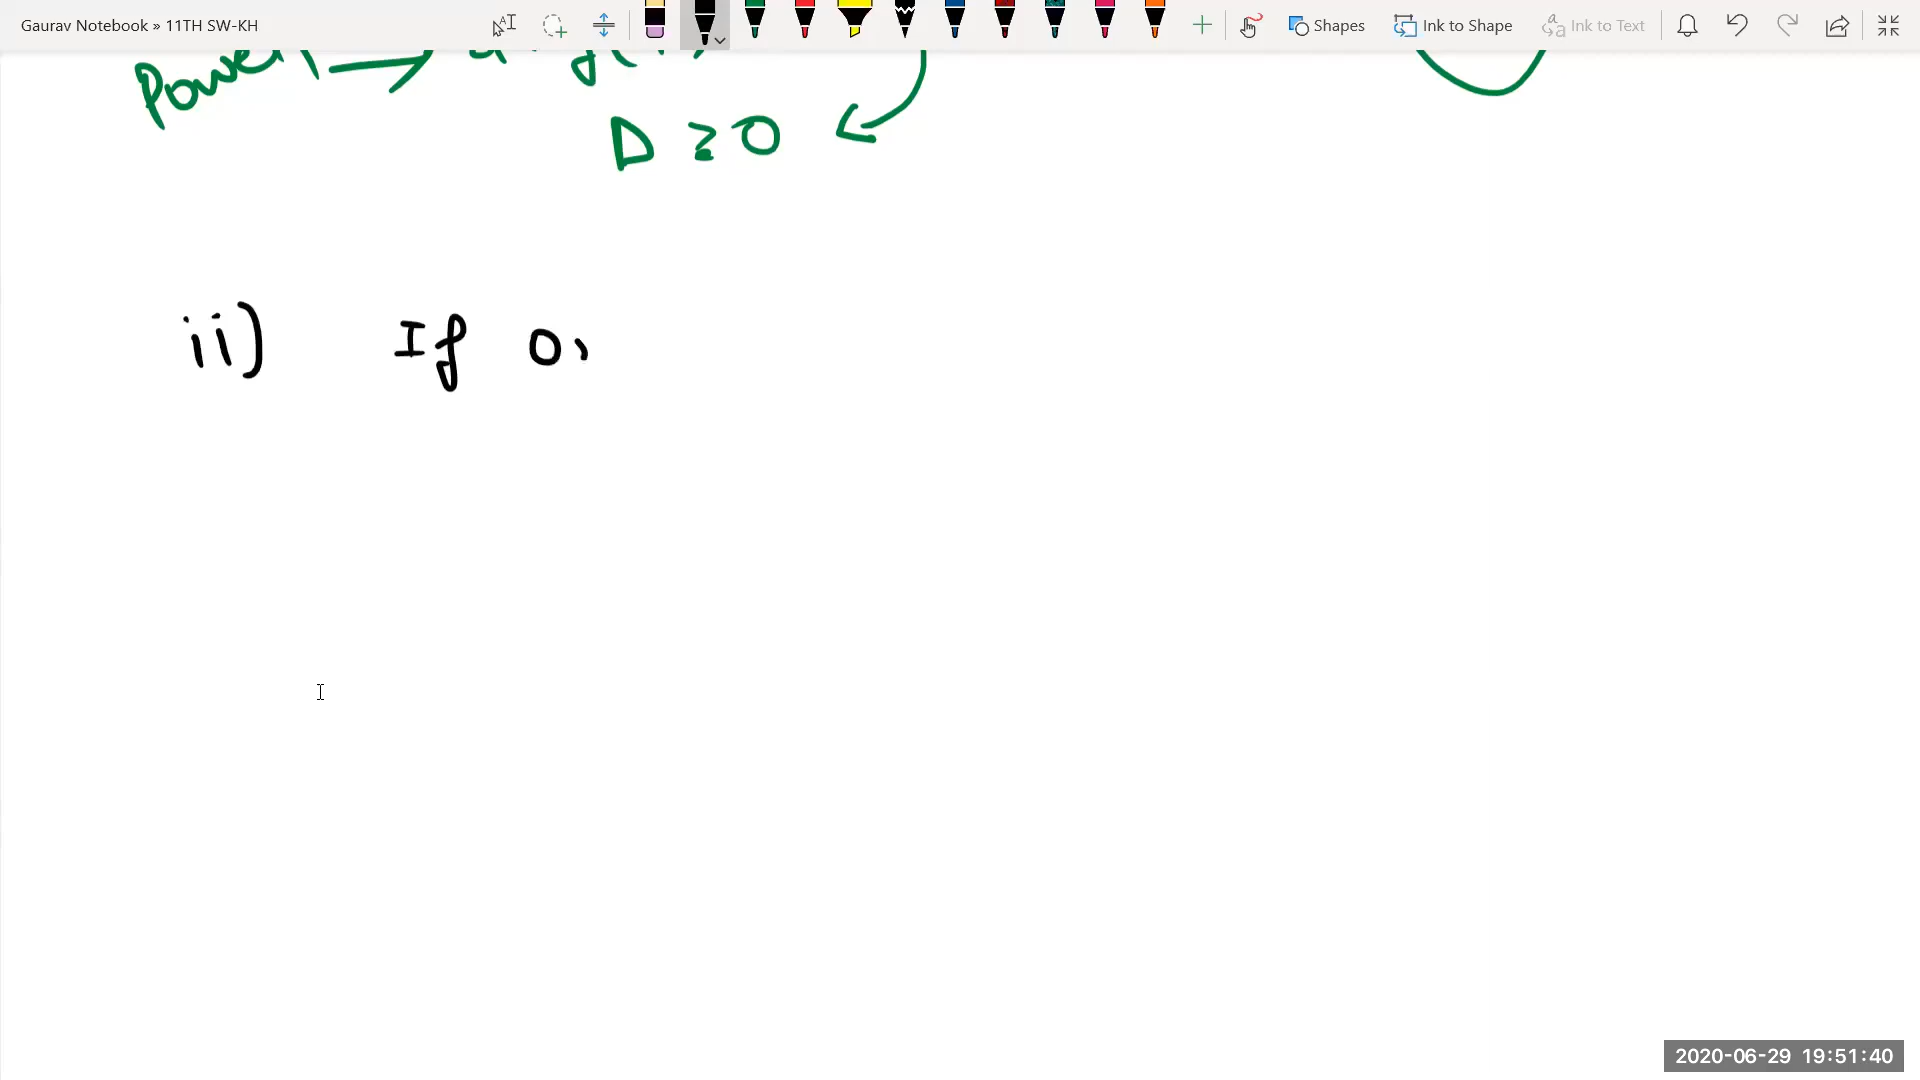 Gaurav Notebook » 11TH SW-KH
Shapes
Ink to Shape
Ink to Text
Power
D ≥ 0
ii) If o
2020-06-29 19:51:40